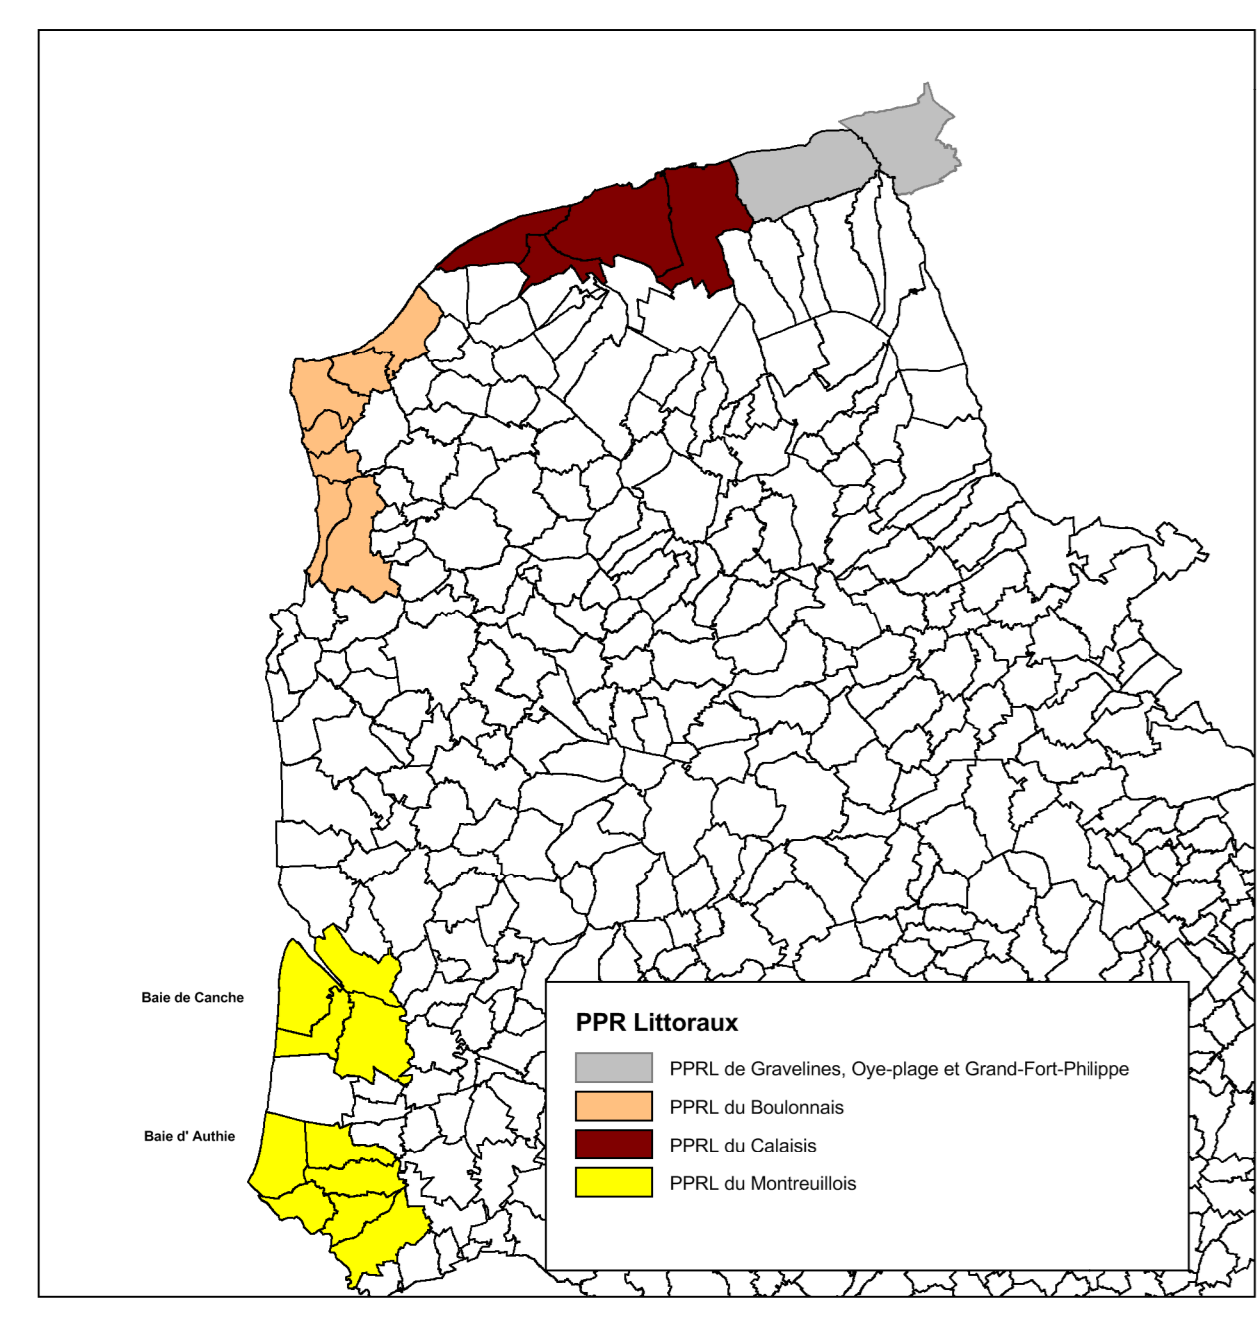 Baie de Canche
Baie d' Authie
PPR Littoraux
PPRL de Gravelines, Oye-plage et Grand-Fort-Philippe
PPRL du Boulonnais
PPRL du Calaisis
PPRL du Montreuillois